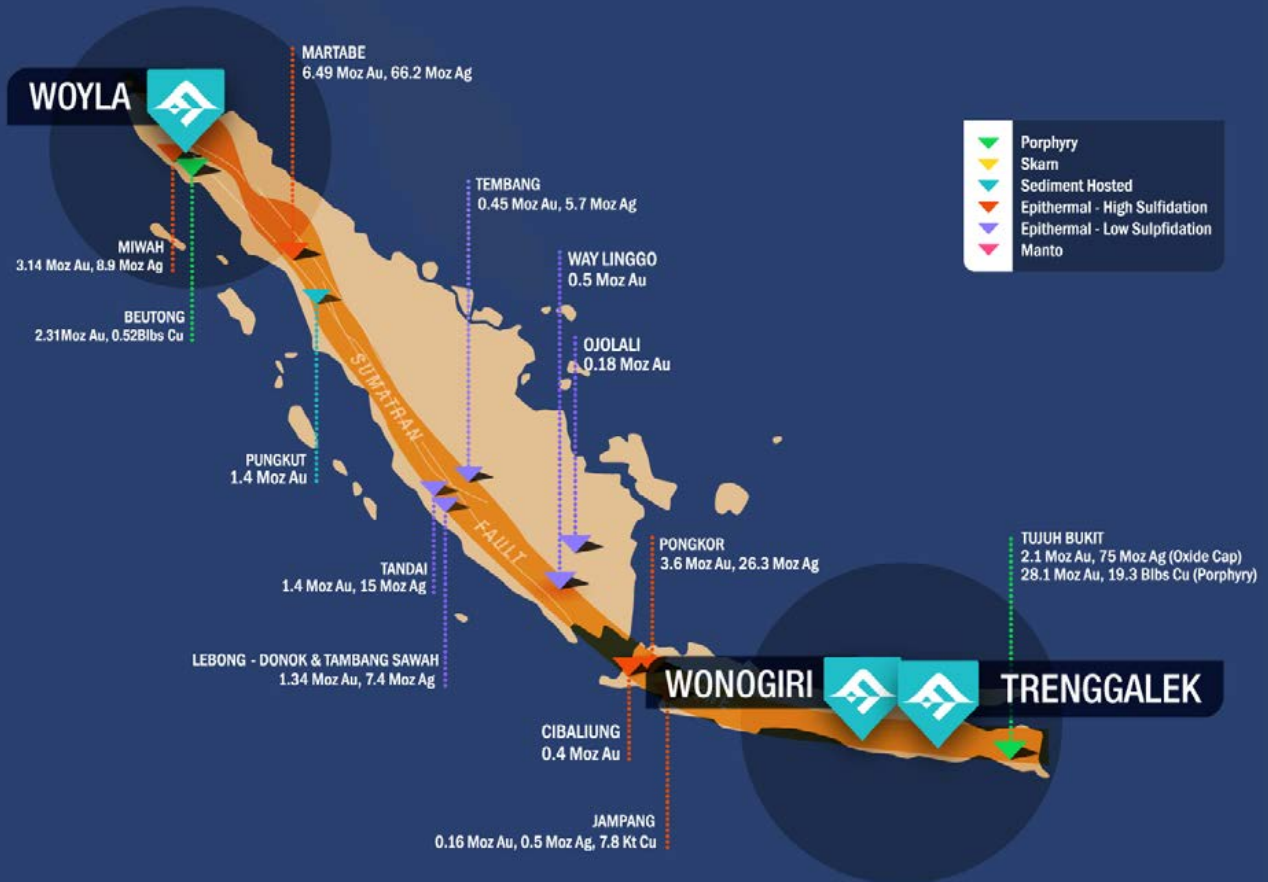 MARTABE
6.49 Moz Au, 66.2 Moz Ag
WOYLA
Porphyry
Skarn
Sediment Hosted
Epithermal - High Sulfidation
Epithermal - Low Sulpfidation
Manto
TEMBANG
0.45 Moz Au, 5.7 Moz Ag
MIWAH
3.14 Moz Au, 8.9 Moz Ag
WAY LINGGO
0.5 Moz Au
BEUTONG
2.31Moz Au, 0.52Blbs Cu
OJOLALI
0.18 Moz Au
SUMATRAN
FAULT
PUNGKUT
1.4 Moz Au
TANDAI
1.4 Moz Au, 15 Moz Ag
PONGKOR
3.6 Moz Au, 26.3 Moz Ag
TUJUH BUKIT
2.1 Moz Au, 75 Moz Ag (Oxide Cap)
28.1 Moz Au, 19.3 Blbs Cu (Porphyry)
LEBONG - DONOK & TAMBANG SAWAH
1.34 Moz Au, 7.4 Moz Ag
WONOGIRI
TRENGGALEK
CIBALIUNG
0.4 Moz Au
JAMPANG
0.16 Moz Au, 0.5 Moz Ag, 7.8 Kt Cu